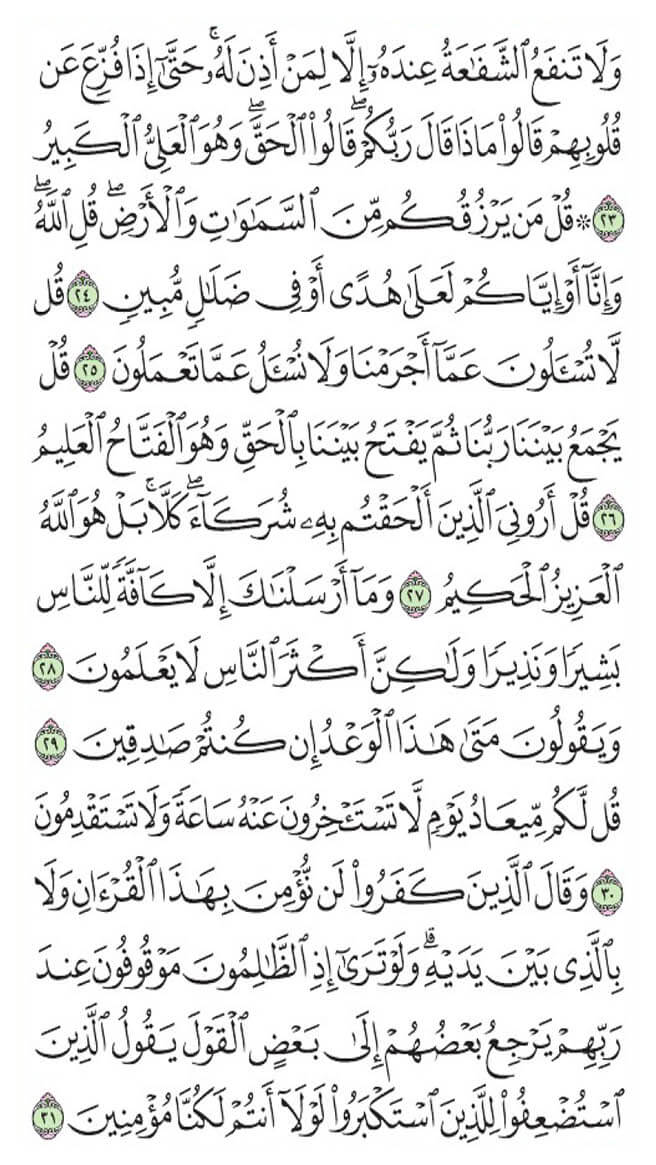 وَلَا تَنفَعُ ٱلشَّفَٰعَةُ عِندَهُۥٓ إِلَّا لِمَنْ أَذِنَ لَهُۥۚ حَتَّىٰٓ إِذَا فُزِّعَ عَن
قُلُوبِهِمْ قَالُوا۟ مَاذَا قَالَ رَبُّكُمْۖ قَالُوا۟ ٱلْحَقَّۖ وَهُوَ ٱلْعَلِىُّ ٱلْكَبِيرُ
٢٣ ۞ قُلْ مَن يَرْزُقُكُم مِّنَ ٱلسَّمَٰوَٰتِ وَٱلْأَرْضِۖ قُلِ ٱللَّهُۖ
وَإِنَّآ أَوْ إِيَّاكُمْ لَعَلَىٰ هُدًى أَوْ فِى ضَلَٰلٍ مُّبِينٍ ٢٤ قُل
لَّا تُسْـَٔلُونَ عَمَّآ أَجْرَمْنَا وَلَا نُسْـَٔلُ عَمَّا تَعْمَلُونَ ٢٥ قُلْ
يَجْمَعُ بَيْنَنَا رَبُّنَا ثُمَّ يَفْتَحُ بَيْنَنَا بِٱلْحَقِّ وَهُوَ ٱلْفَتَّاحُ ٱلْعَلِيمُ
٢٦ قُلْ أَرُونِىَ ٱلَّذِينَ أَلْحَقْتُم بِهِۦ شُرَكَآءَۖ كَلَّاۚ بَلْ هُوَ ٱللَّهُ
ٱلْعَزِيزُ ٱلْحَكِيمُ ٢٧ وَمَآ أَرْسَلْنَٰكَ إِلَّا كَآفَّةً لِّلنَّاسِ
بَشِيرًا وَنَذِيرًا وَلَٰكِنَّ أَكْثَرَ ٱلنَّاسِ لَا يَعْلَمُونَ ٢٨
وَيَقُولُونَ مَتَىٰ هَٰذَا ٱلْوَعْدُ إِن كُنتُمْ صَٰدِقِينَ ٢٩
قُل لَّكُم مِّيعَادُ يَوْمٍ لَّا تَسْتَـْٔخِرُونَ عَنْهُ سَاعَةً وَلَا تَسْتَقْدِمُونَ
٣٠ وَقَالَ ٱلَّذِينَ كَفَرُوا۟ لَن نُّؤْمِنَ بِهَٰذَا ٱلْقُرْءَانِ وَلَا
بِٱلَّذِى بَيْنَ يَدَيْهِۗ وَلَوْ تَرَىٰٓ إِذِ ٱلظَّٰلِمُونَ مَوْقُوفُونَ عِندَ
رَبِّهِمْ يَرْجِعُ بَعْضُهُمْ إِلَىٰ بَعْضٍ ٱلْقَوْلَ يَقُولُ ٱلَّذِينَ
ٱسْتُضْعِفُوا۟ لِلَّذِينَ ٱسْتَكْبَرُوا۟ لَوْلَآ أَنتُمْ لَكُنَّا مُؤْمِنِينَ ٣١